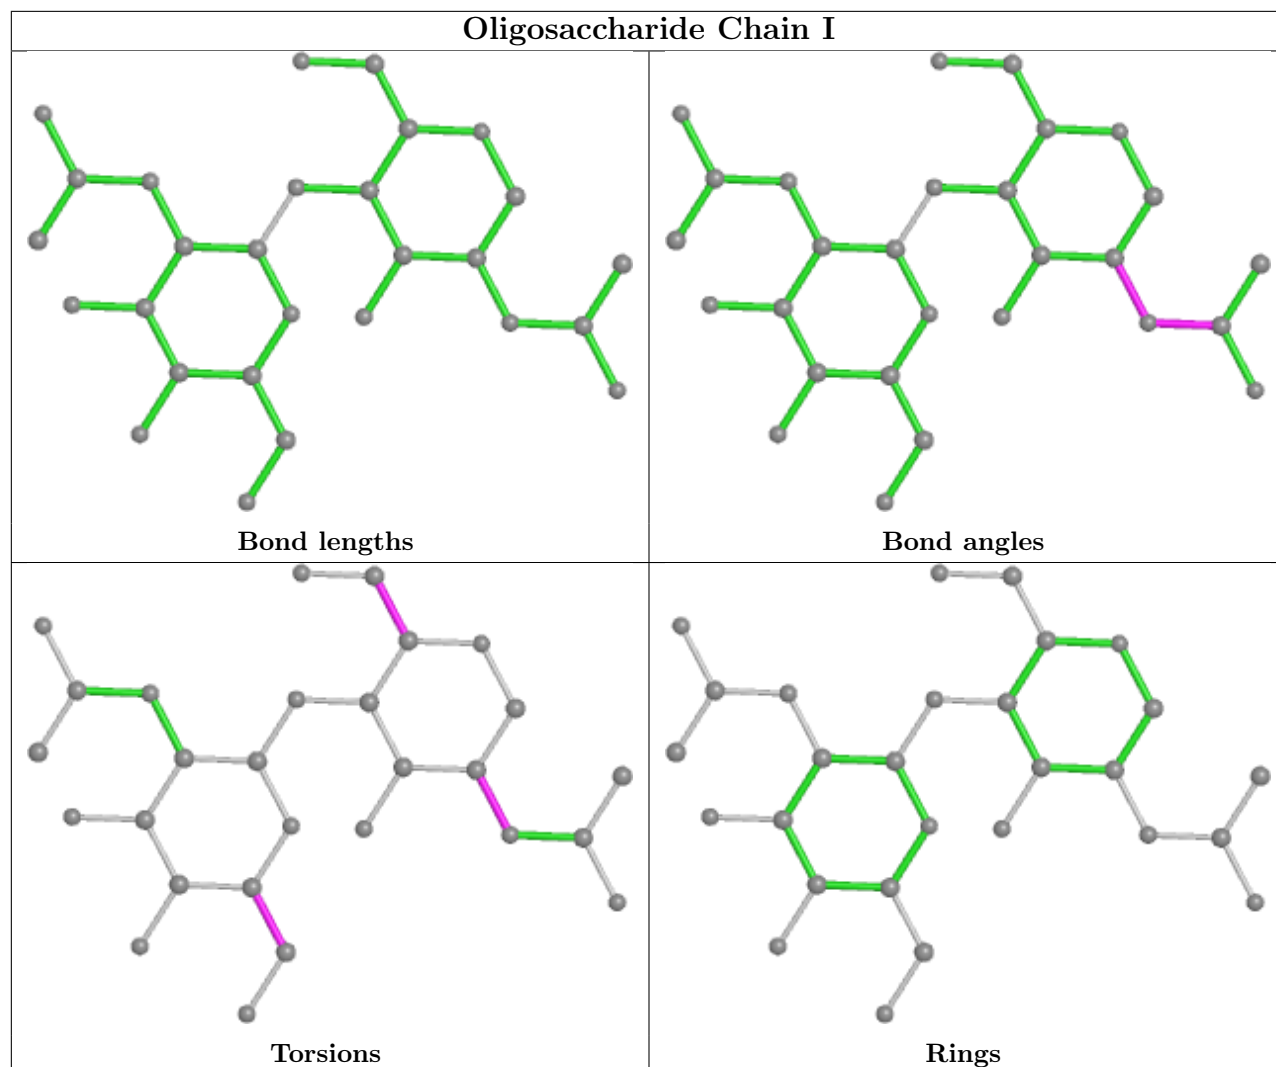 Oligosaccharide Chain I
Bond lengths
Bond angles
Torsions
Rings